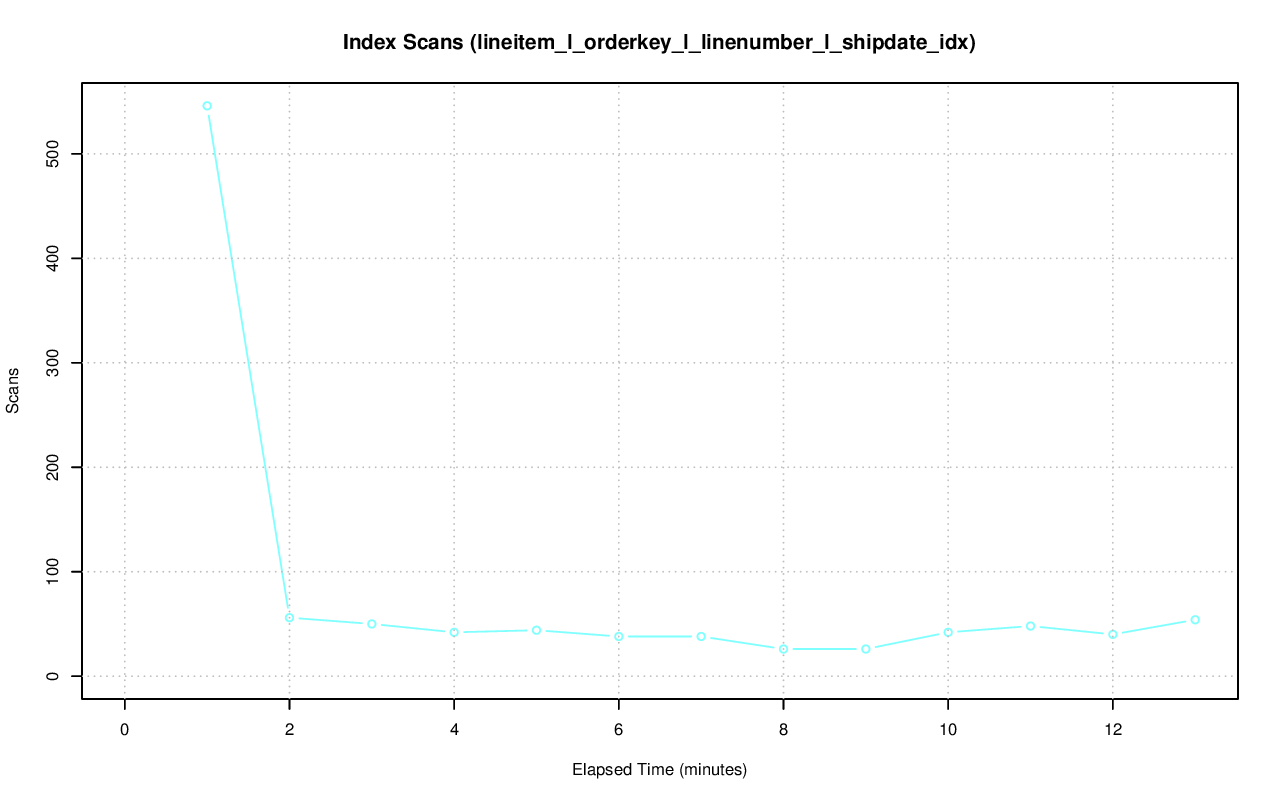 Index Scans (lineitem_l_orderkey_l_linenumber_l_shipdate_idx)
500
400
300
200
100
0
Scans
0 2 4 6 8 10 12
Elapsed Time (minutes)